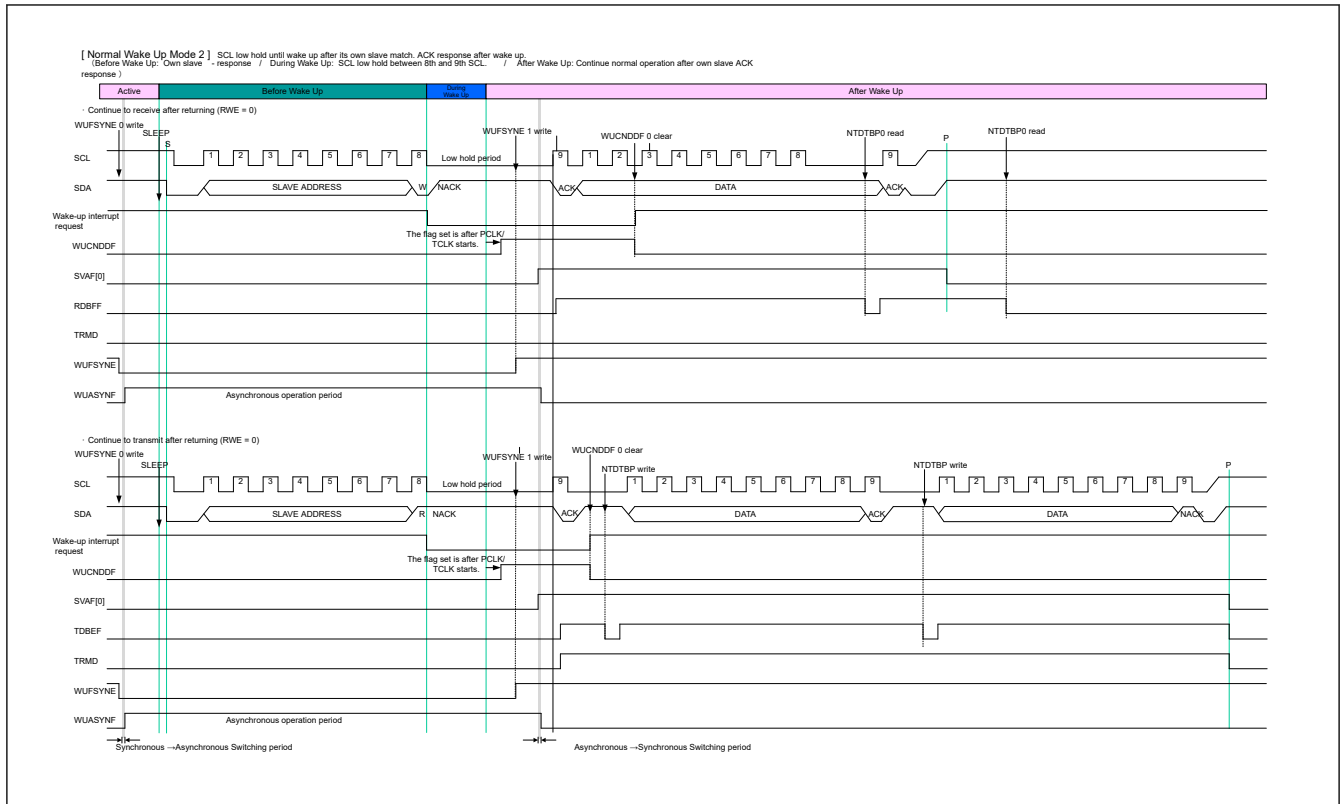 [ Normal Wake Up Mode 2 ] SCL low hold until wake up after its own slave match. ACK response after wake up.
（Before Wake Up: Own slave - response / During Wake Up: SCL low hold between 8th and 9th SCL. / After Wake Up: Continue normal operation after own slave ACK
response ）
Active Before Wake Up During Wake Up After Wake Up
· Continue to receive after returning (RWE = 0)
WUFSYNE 0 write SLEEP S WUFSYNE 1 write WUCNDDF 0 clear NTDTBP0 read P NTDTBP0 read
SCL 1 2 3 4 5 6 7 8 Low hold period 9 1 2 3 4 5 6 7 8 9
SDA SLAVE ADDRESS W NACK ACK DATA ACK
Wake-up interrupt
request
The flag set is after PCLK/
TCLK starts.
WUCNDDF
SVAF[0]
RDBFF
TRMD
WUFSYNE
WUASYNF Asynchronous operation period
· Continue to transmit after returning (RWE = 0)
WUFSYNE 0 write SLEEP WUFSYNE 1 write WUCNDDF 0 clear NTDTBP write NTDTBP write P
SCL 1 2 3 4 5 6 7 8 Low hold period 9 1 2 3 4 5 6 7 8 9 1 2 3 4 5 6 7 8 9
SDA SLAVE ADDRESS R NACK ACK DATA ACK DATA NACK
Wake-up interrupt
request
The flag set is after PCLK/
TCLK starts.
WUCNDDF
SVAF[0]
TDBEF
TRMD
WUFSYNE
WUASYNF Asynchronous operation period
Synchronous →Asynchronous Switching period Asynchronous →Synchronous Switching period